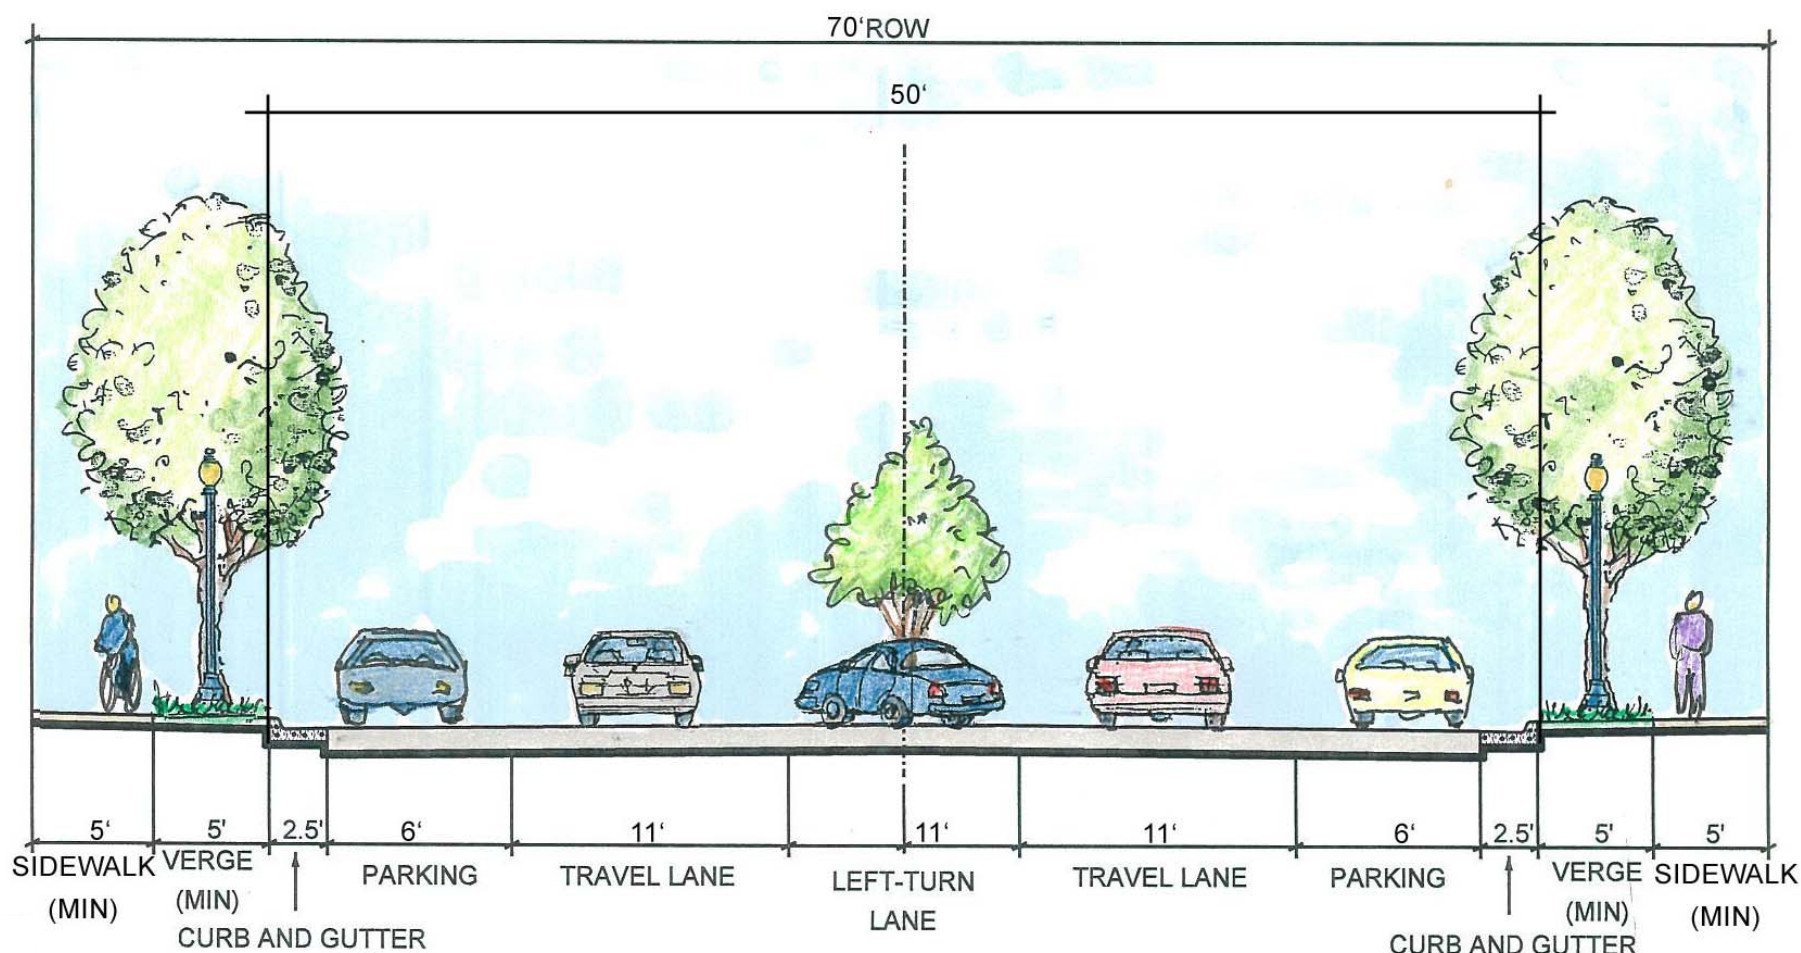 70'ROW
50'
5' 5' 2.5' 6' 11' 11' 11' 6' 2.5' 5' 5'
SIDEWALK
(MIN)
VERGE
(MIN)
CURB AND GUTTER
PARKING
TRAVEL LANE
LEFT-TURN
LANE
TRAVEL LANE
PARKING
CURB AND GUTTER
VERGE
(MIN)
SIDEWALK
(MIN)